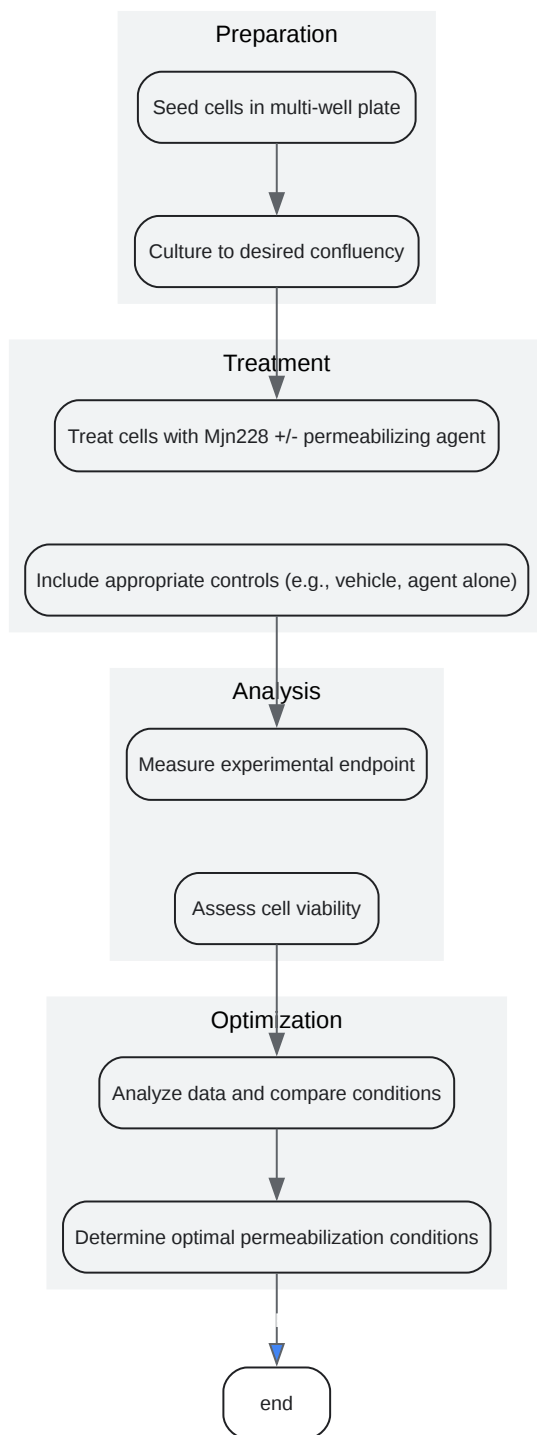 Preparation
Seed cells in multi-well plate
Culture to desired confluency
Treatment
Treat cells with Mjn228 +/- permeabilizing agent
Include appropriate controls (e.g., vehicle, agent alone)
Analysis
Measure experimental endpoint
Assess cell viability
Optimization
Analyze data and compare conditions
Determine optimal permeabilization conditions
end